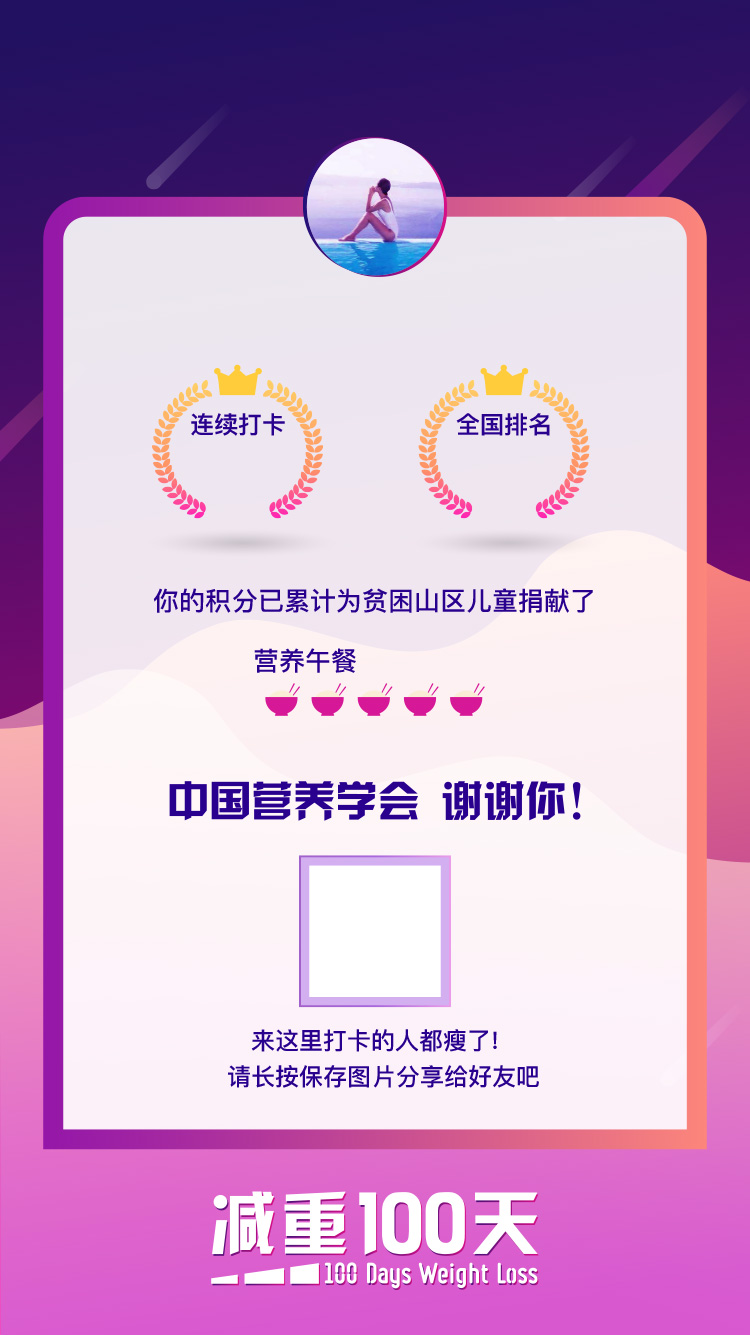 连续打卡
全国排名
你的积分已累计为贫困山区儿童捐献了
营养午餐
中国营养学会 谢谢你!
来这里打卡的人都瘦了!
请长按保存图片分享给好友吧
减重100天
100 Days Weight Loss